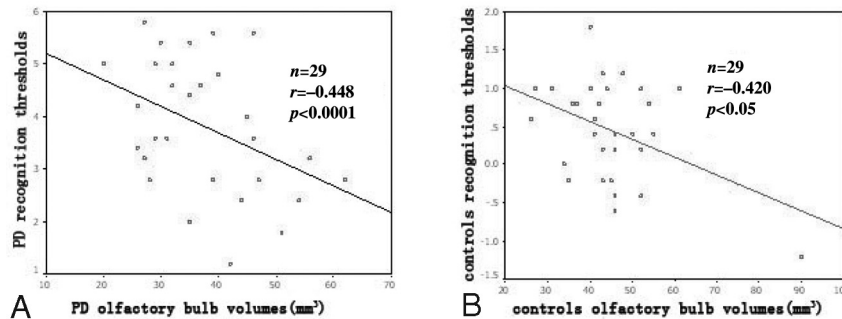 PD recognition thresholds
6
5
4
3
2
1
n=29
r=−0.448
p<0.0001
10 20 30 40 50 60 70
A
PD olfactory bulb volumes(mm³)
controls recognition thresholds
2.0
1.5
1.0
.5
0.0
-.5
-1.0
-1.5
n=29
r=−0.420
p<0.05
20 30 40 50 60 70 80 90 100
B
controls olfactory bulb volumes(mm³)